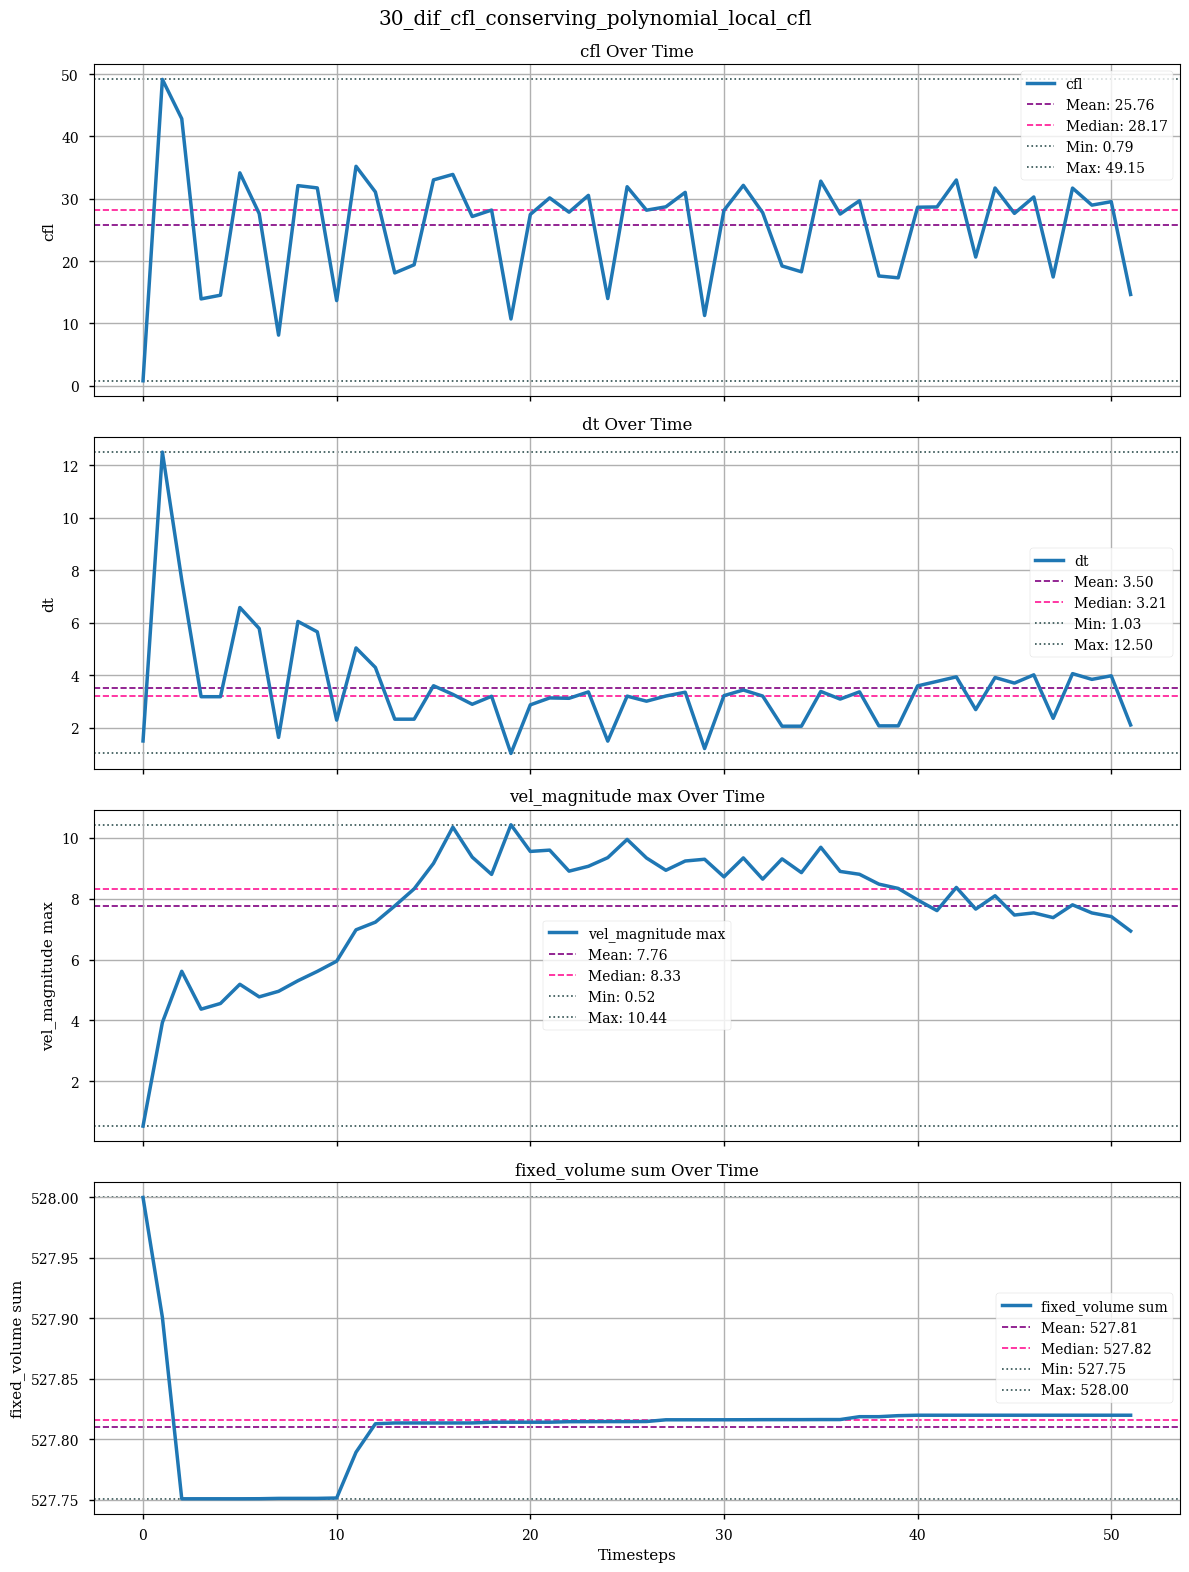 30_dif_cfl_conserving_polynomial_local_cfl
cfl Over Time
50
40
30
20
10
0
cfl
cfl
Mean: 25.76
Median: 28.17
Min: 0.79
Max: 49.15
dt Over Time
12
10
8
6
4
2
dt
dt
Mean: 3.50
Median: 3.21
Min: 1.03
Max: 12.50
vel_magnitude max Over Time
10
8
6
4
2
vel_magnitude max
vel_magnitude max
Mean: 7.76
Median: 8.33
Min: 0.52
Max: 10.44
fixed_volume sum Over Time
528.00
527.95
527.90
527.85
527.80
527.75
fixed_volume sum
fixed_volume sum
Mean: 527.81
Median: 527.82
Min: 527.75
Max: 528.00
0 10 20 30 40 50
Timesteps